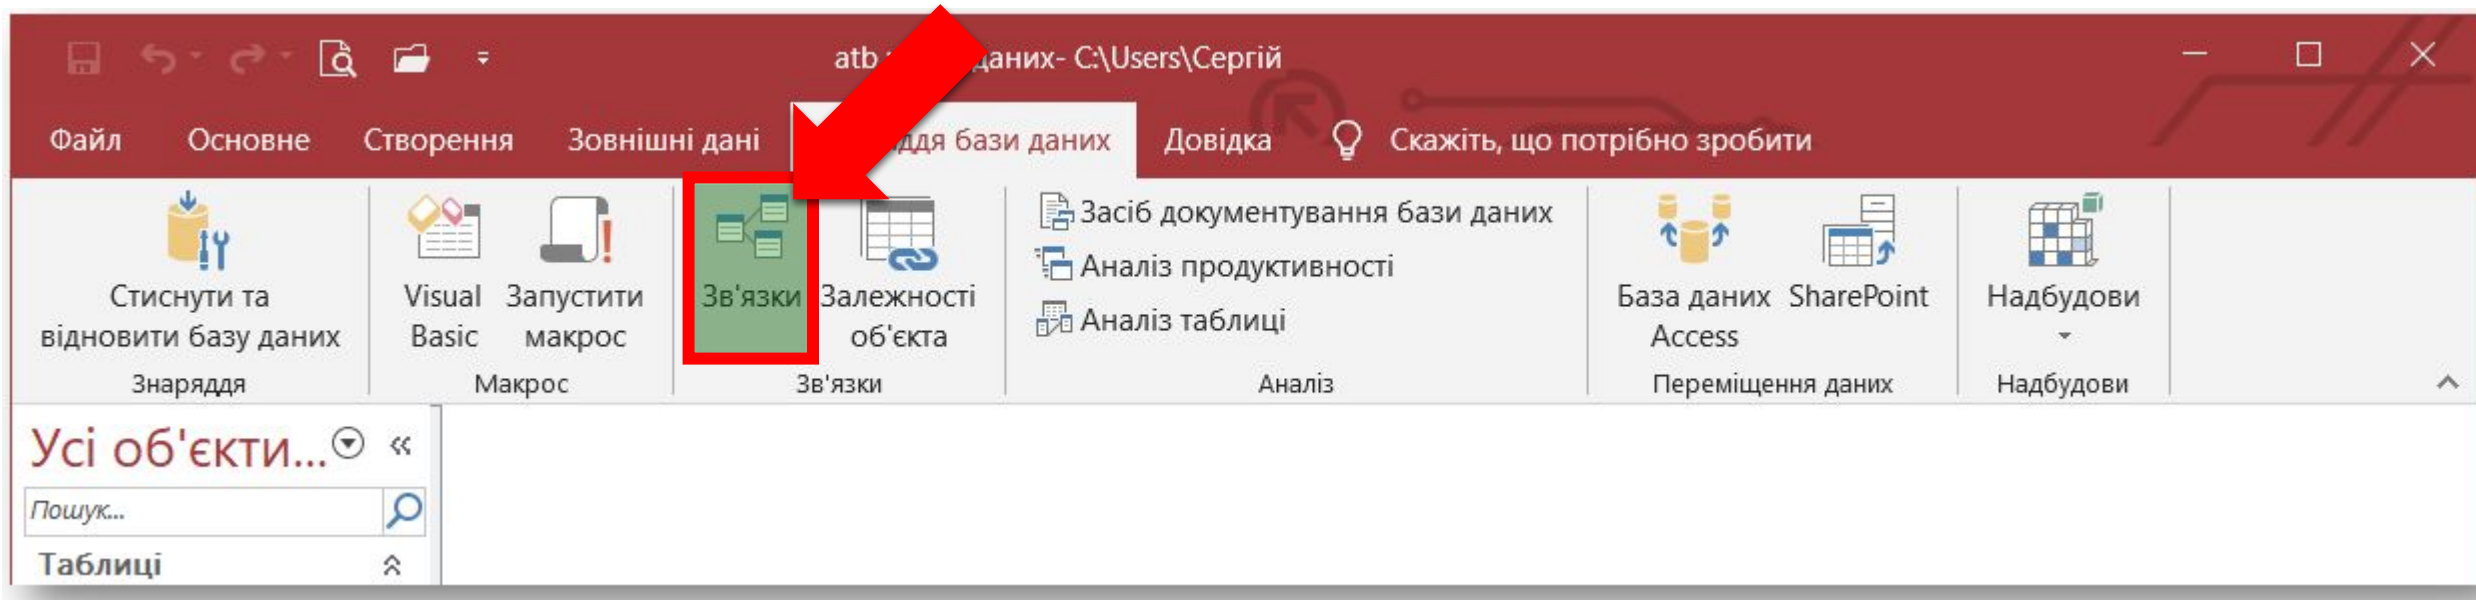 atb даних- C:\Users\Сергій
Файл Основне Створення Зовнішні дані бази даних Довідка Скажіть, що потрібно зробити
Стиснути та
відновити базу даних
Visual
Basic
Запустити
макрос
Зв'язки
Залежності
об'єкта
Засіб документування бази даних
Аналіз продуктивності
Аналіз таблиці
База даних
Access
SharePoint
Надбудови
Знаряддя Макрос Зв'язки Аналіз Переміщення даних Надбудови
Усі об'єкти...
Пошук...
Таблиці